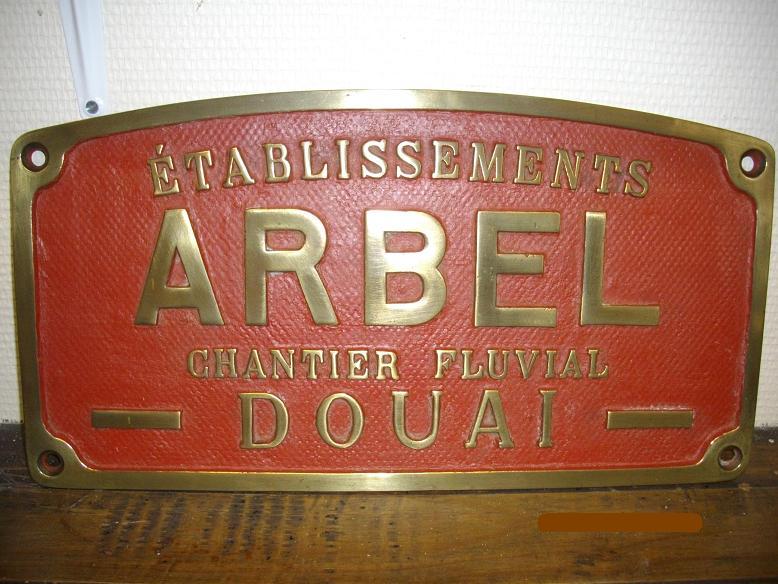 ÉTABLISSEMENTS
ARBEL
CHANTIER FLUVIAL
DOUAI